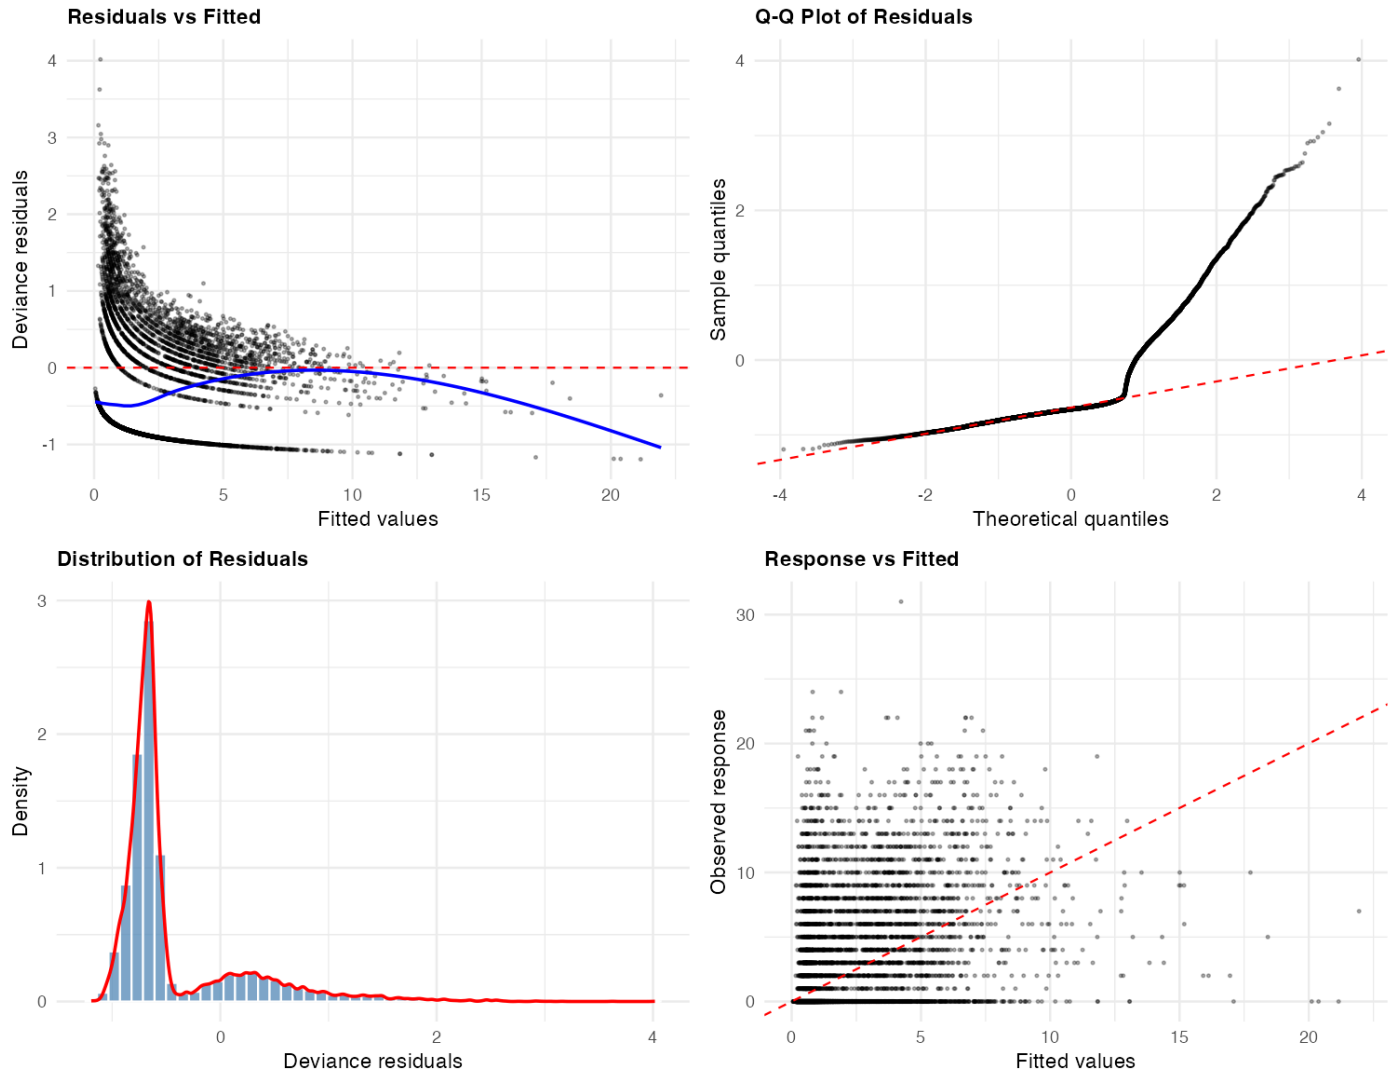 Residuals vs Fitted
4
3
2
1
0
-1
0 5 10 15 20
Deviance residuals
Fitted values
Q-Q Plot of Residuals
4
2
0
-4 -2 0 2 4
Sample quantiles
Theoretical quantiles
Distribution of Residuals
3
2
1
0
0 2 4
Density
Deviance residuals
Response vs Fitted
30
20
10
0
0 5 10 15 20
Observed response
Fitted values